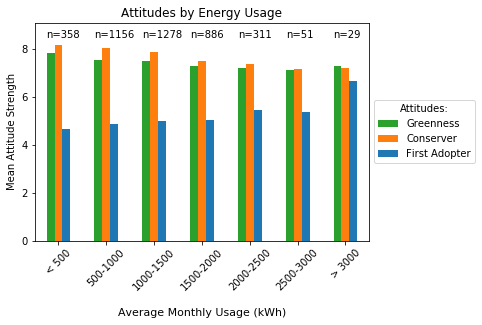 Attitudes by Energy Usage
n=358 n=1156 n=1278 n=886 n=311 n=51 n=29
8
6
4
2
0
Mean Attitude Strength
Attitudes:
Greenness
Conserver
First Adopter
< 500 500-1000 1000-1500 1500-2000 2000-2500 2500-3000 > 3000
Average Monthly Usage (kWh)